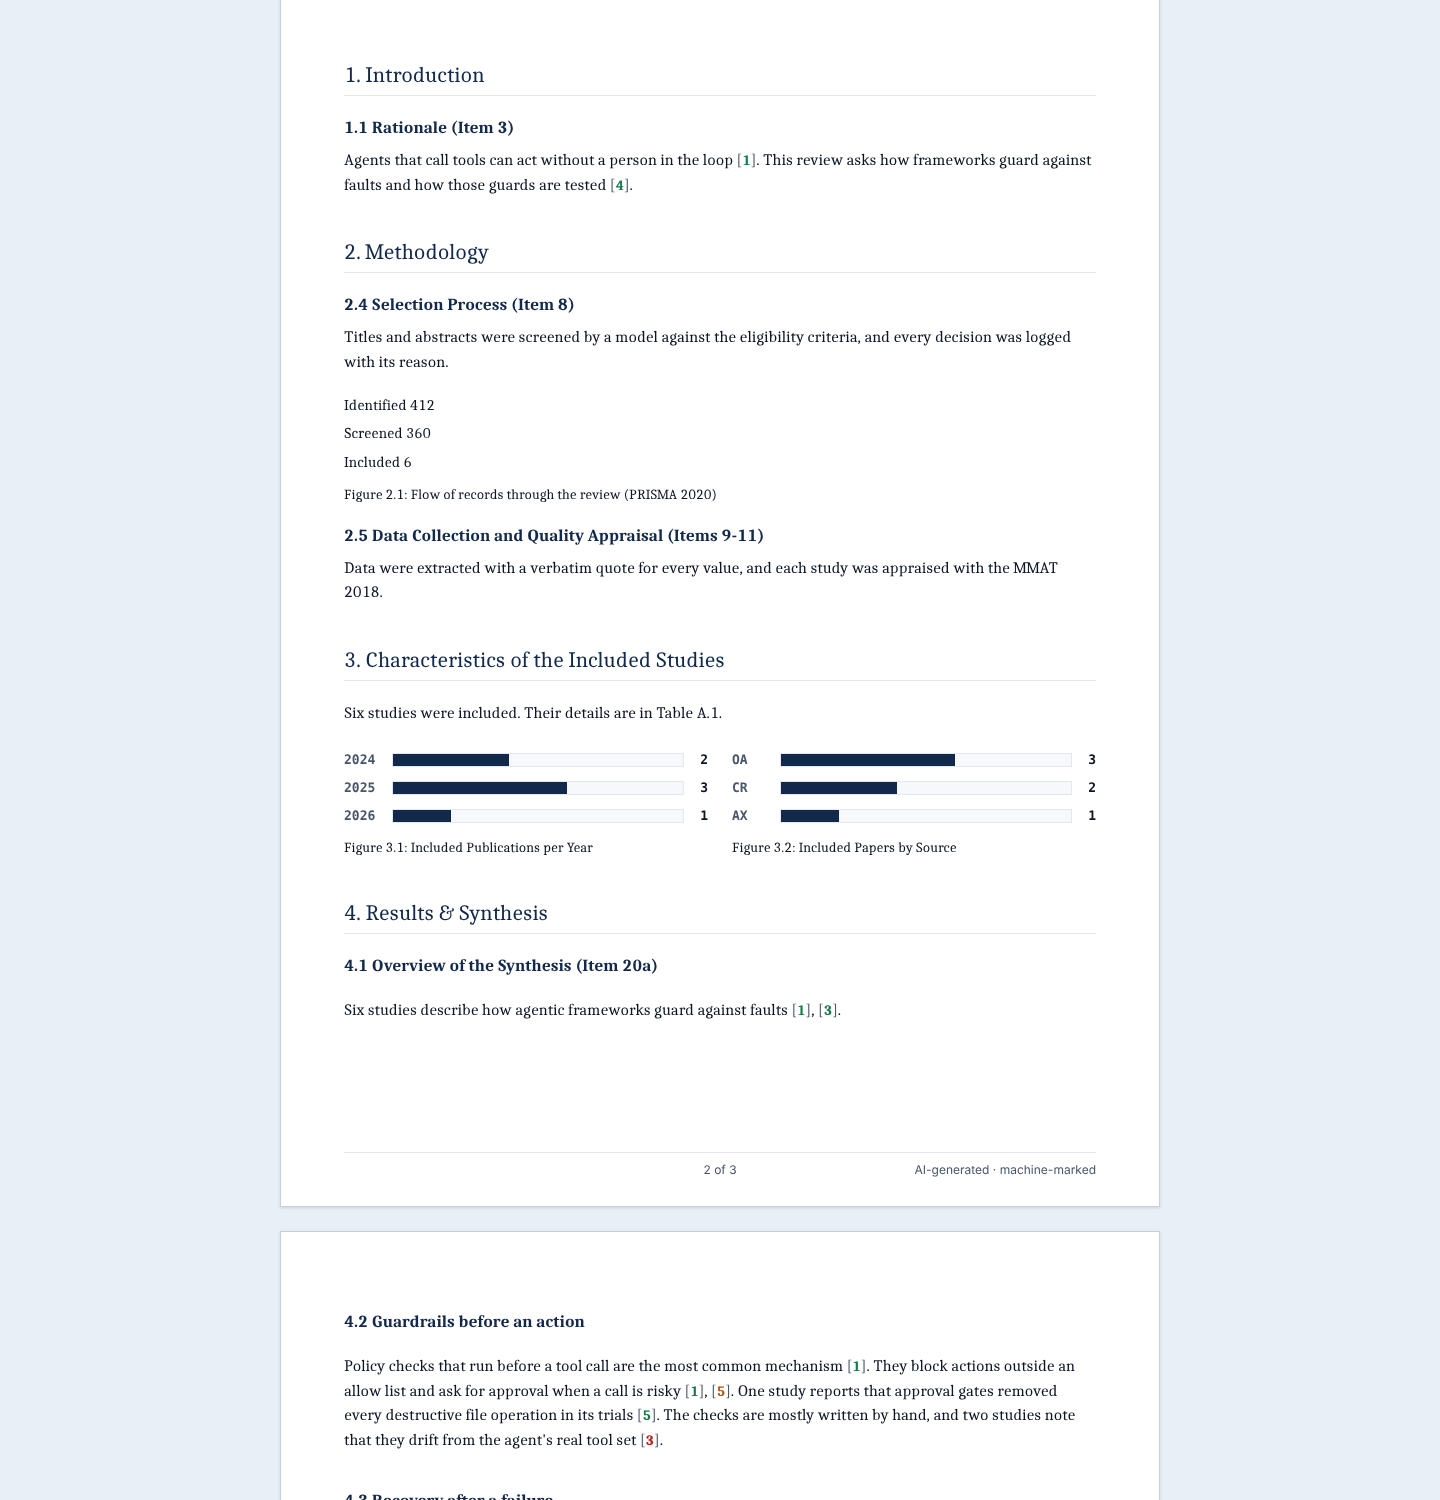 1. Introduction
1.1 Rationale (Item 3)
Agents that call tools can act without a person in the loop [1]. This review asks how frameworks guard against
faults and how those guards are tested [4].
2. Methodology
2.4 Selection Process (Item 8)
Titles and abstracts were screened by a model against the eligibility criteria, and every decision was logged
with its reason.
Identified 412
Screened 360
Included 6
Figure 2.1: Flow of records through the review (PRISMA 2020)
2.5 Data Collection and Quality Appraisal (Items 9-11)
Data were extracted with a verbatim quote for every value, and each study was appraised with the MMAT
2018.
3. Characteristics of the Included Studies
Six studies were included. Their details are in Table A.1.
2024 2
2025 3
2026 1
Figure 3.1: Included Publications per Year
OA 3
CR 2
AX 1
Figure 3.2: Included Papers by Source
4. Results & Synthesis
4.1 Overview of the Synthesis (Item 20a)
Six studies describe how agentic frameworks guard against faults [1], [3].
2 of 3
AI-generated · machine-marked
4.2 Guardrails before an action
Policy checks that run before a tool call are the most common mechanism [1]. They block actions outside an
allow list and ask for approval when a call is risky [1], [5]. One study reports that approval gates removed
every destructive file operation in its trials [5]. The checks are mostly written by hand, and two studies note
that they drift from the agent's real tool set [3].
4.3 Recovery after a failure